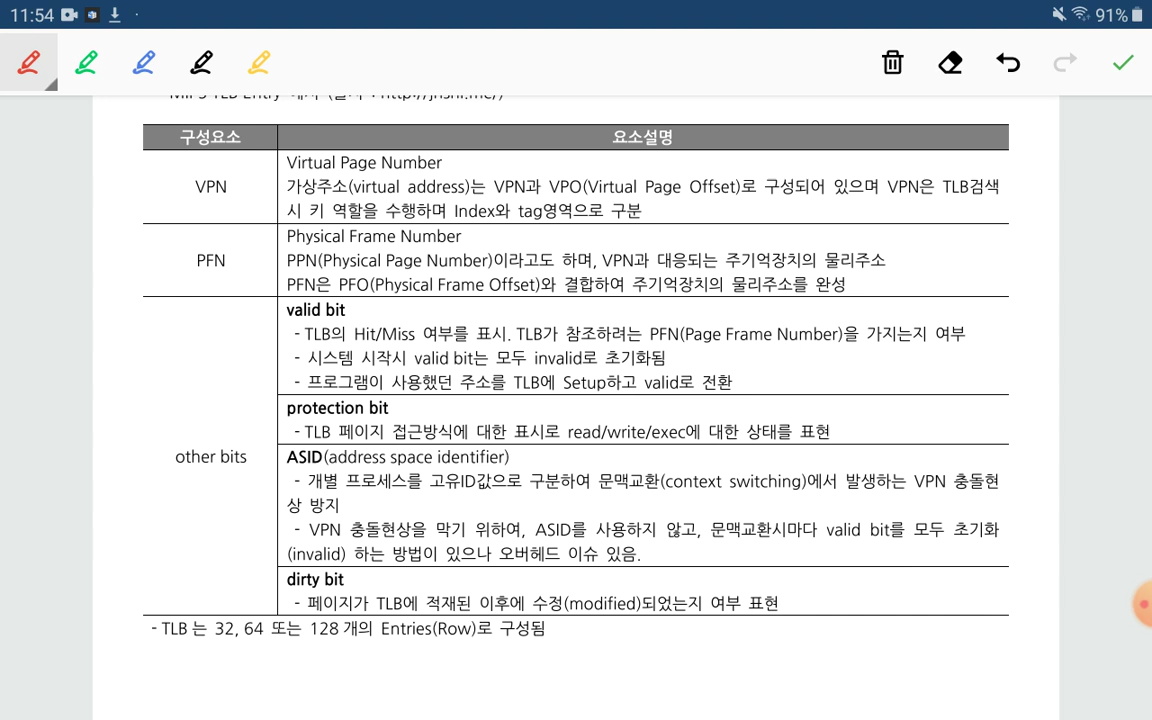 11:54
91%
구성요소 요소설명
VPN
Virtual Page Number
가상주소(virtual address)는 VPN과 VPO(Virtual Page Offset)로 구성되어 있으며 VPN은 TLB검색
시 키 역할을 수행하며 Index와 tag영역으로 구분
PFN
Physical Frame Number
PPN(Physical Page Number)이라고도 하며, VPN과 대응되는 주기억장치의 물리주소
PFN은 PFO(Physical Frame Offset)와 결합하여 주기억장치의 물리주소를 완성
other bits
valid bit
- TLB의 Hit/Miss 여부를 표시. TLB가 참조하려는 PFN(Page Frame Number)을 가지는지 여부
- 시스템 시작시 valid bit는 모두 invalid로 초기화됨
- 프로그램이 사용했던 주소를 TLB에 Setup하고 valid로 전환
protection bit
- TLB 페이지 접근방식에 대한 표시로 read/write/exec에 대한 상태를 표현
ASID(address space identifier)
- 개별 프로세스를 고유ID값으로 구분하여 문맥교환(context switching)에서 발생하는 VPN 충돌현
상 방지
- VPN 충돌현상을 막기 위하여, ASID를 사용하지 않고, 문맥교환시마다 valid bit를 모두 초기화
(invalid) 하는 방법이 있으나 오버헤드 이슈 있음.
dirty bit
- 페이지가 TLB에 적재된 이후에 수정(modified)되었는지 여부 표현
- TLB 는 32, 64 또는 128 개의 Entries(Row)로 구성됨